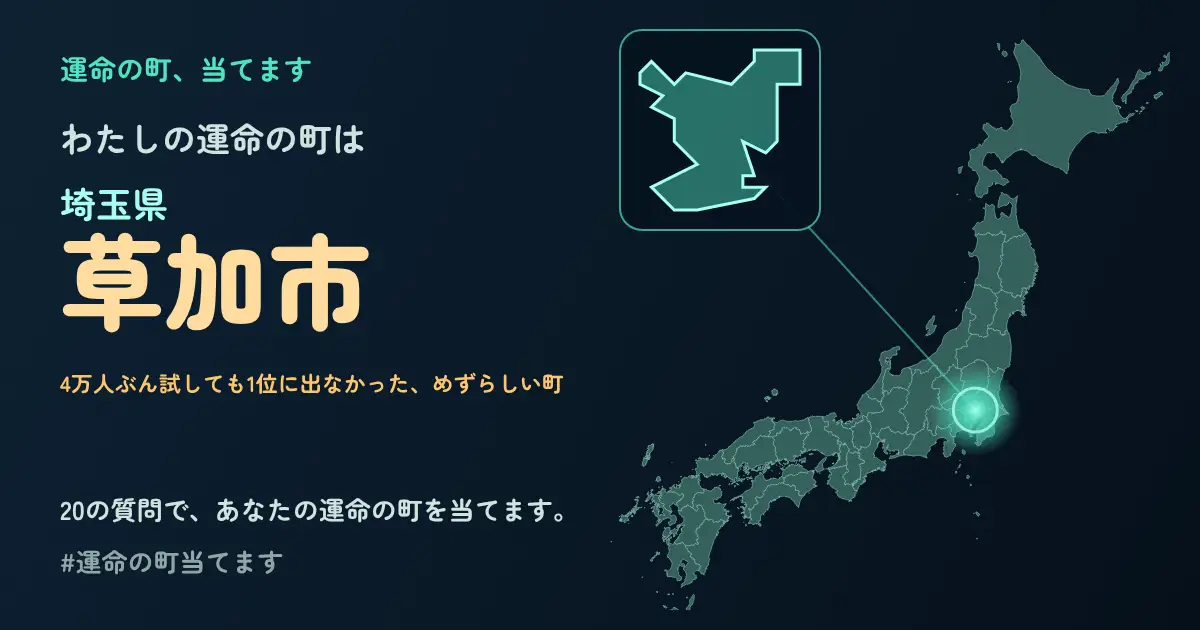 運命の町、当てます
わたしの運命の町は
埼玉県
草加市
4万人ぶん試しても1位に出なかった、めずらしい町
20の質問で、あなたの運命の町を当てます。
#運命の町当てます